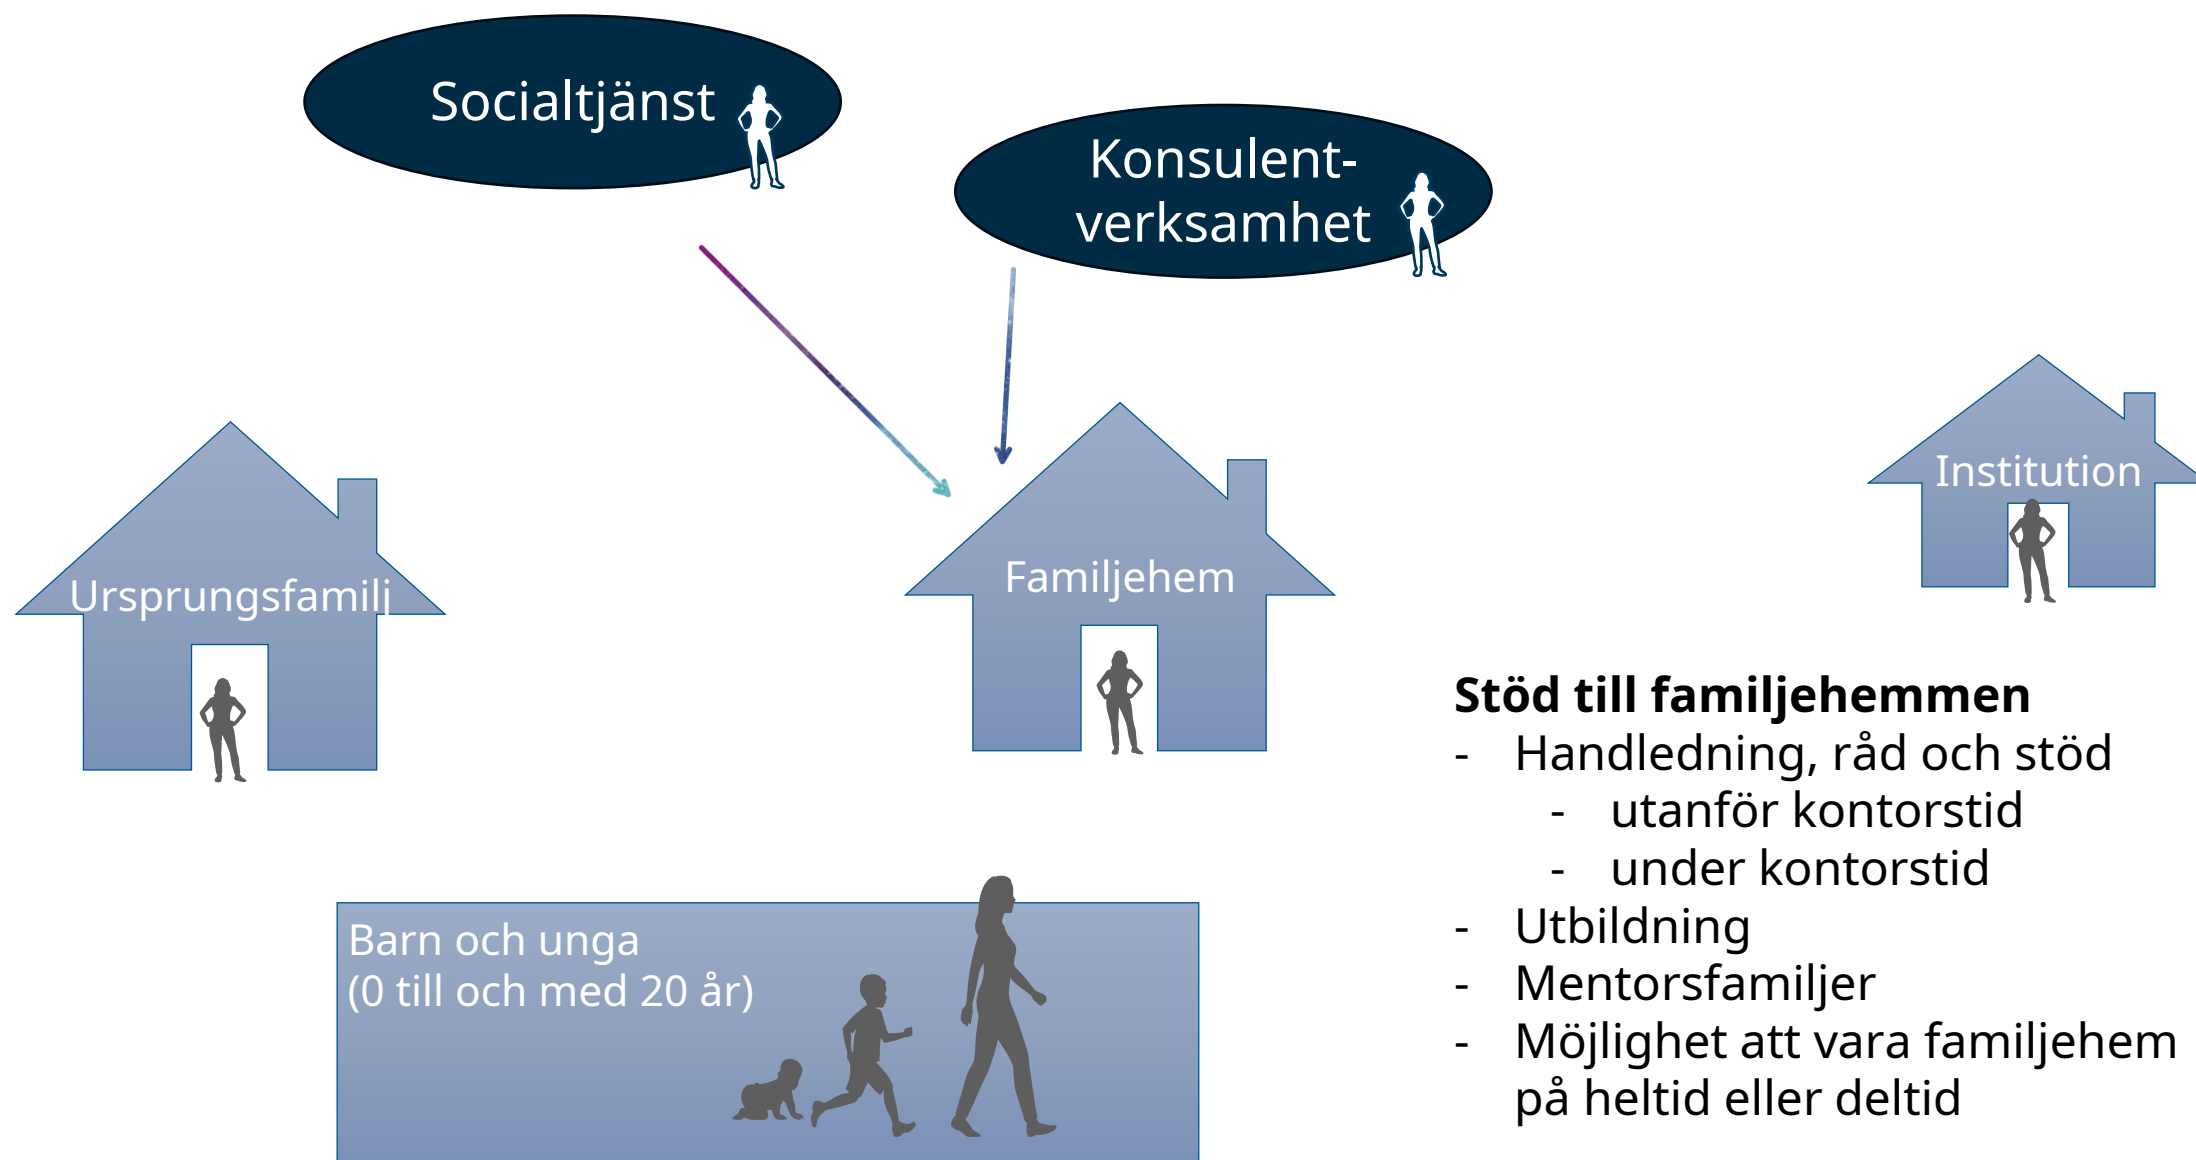 Socialtjänst
Konsulent-
verksamhet
Institution
Ursprungsfamilj
Familjehem
Stöd till familjehemmen
- Handledning, råd och stöd
- utanför kontorstid
- under kontorstid
- Utbildning
- Mentorsfamiljer
- Möjlighet att vara familjehem
på heltid eller deltid
Barn och unga
(0 till och med 20 år)